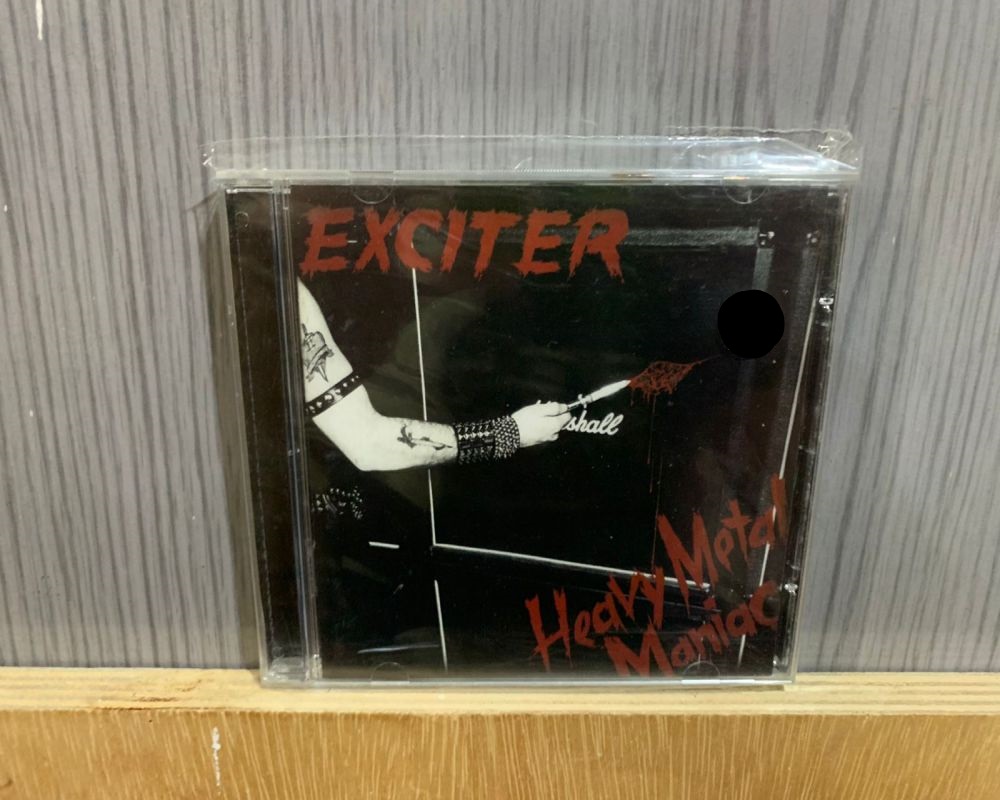 EXCITER
shall
Heavy Metal
Maniac